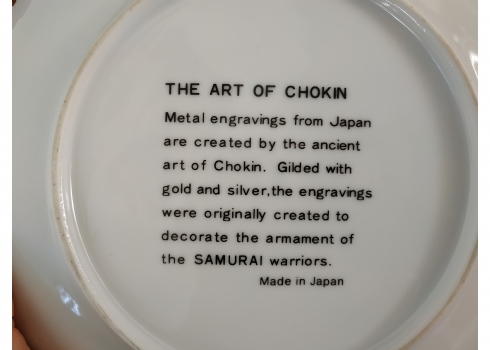 THE ART OF CHOKIN
Metal engravings from Japan
are created by the ancient
art of Chokin. Gilded with
gold and silver,the engravings
were originally created to
decorate the armament of
the SAMURAI warriors.
Made in Japan